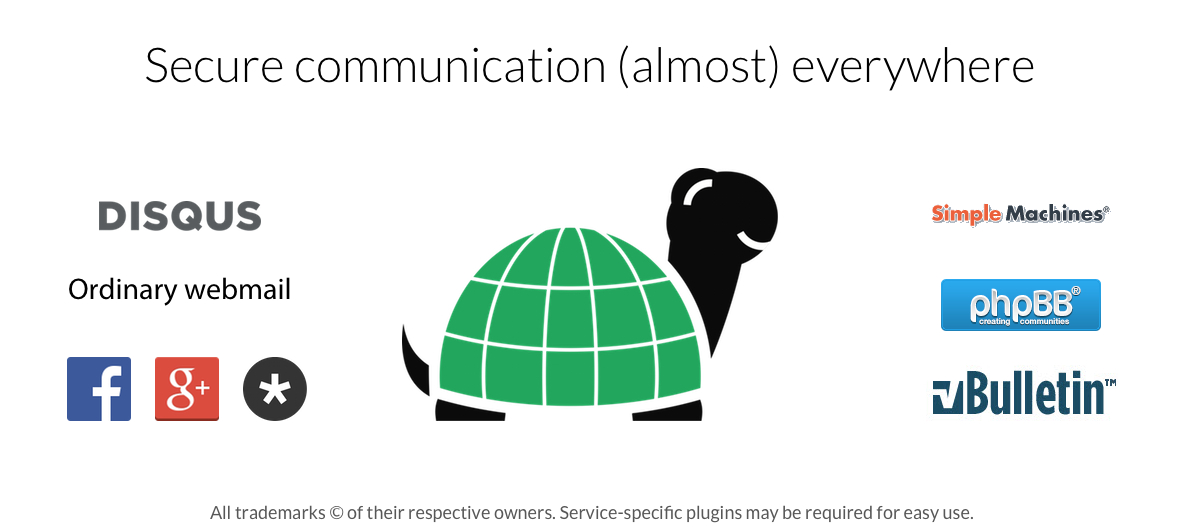 Secure communication (almost) everywhere
DISQUS
Ordinary webmail
f g+ *
Simple Machines®
phpBB®
creating communities
vBulletin™
All trademarks © of their respective owners. Service-specific plugins may be required for easy use.